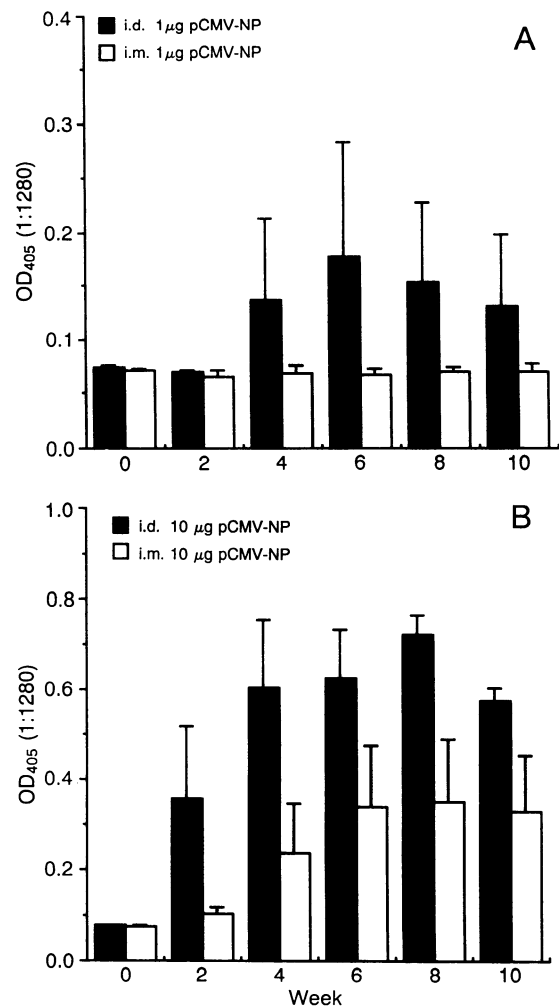 0.4
i.d. 1µg pCMV-NP
i.m. 1µg pCMV-NP
A
0.3
OD405 (1:1280)
0.2
0.1
0.0
0 2 4 6 8 10
1.0
i.d. 10 µg pCMV-NP
i.m. 10 µg pCMV-NP
B
0.8
OD405 (1:1280)
0.6
0.4
0.2
0.0
0 2 4 6 8 10
Week